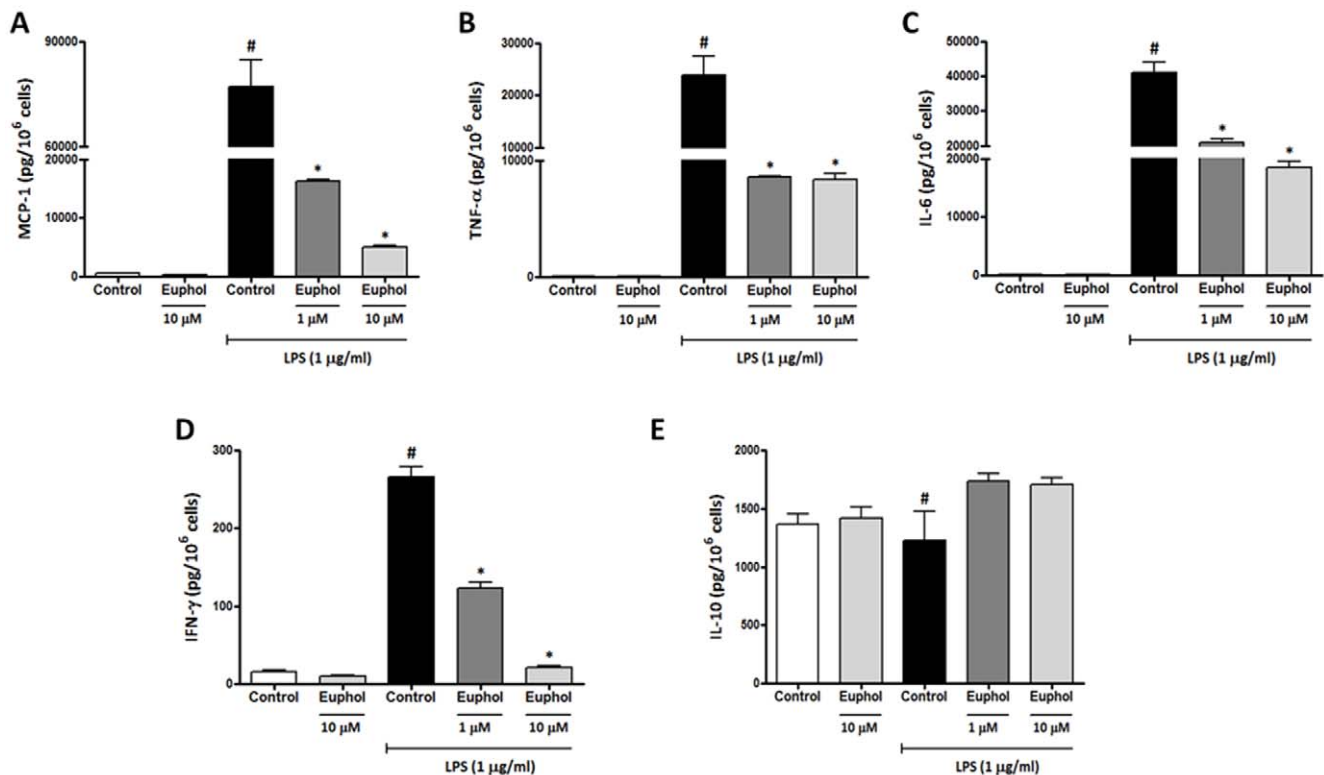 A
MCP-1 (pg/10⁶ cells)
90000
60000
20000
10000
0
#
*
*
Control Euphol Control Euphol Euphol
10 μM 1 μM 10 μM
LPS (1 μg/ml)
B
TNF-α (pg/10⁶ cells)
30000
20000
10000
10000
0
#
* *
Control Euphol Control Euphol Euphol
10 μM 1 μM 10 μM
LPS (1 μg/ml)
C
IL-6 (pg/10⁶ cells)
50000
40000
30000
20000
20000
10000
0
#
*
*
Control Euphol Control Euphol Euphol
10 μM 1 μM 10 μM
LPS (1 μg/ml)
D
IFN-γ (pg/10⁶ cells)
300
200
100
0
#
*
*
Control Euphol Control Euphol Euphol
10 μM 1 μM 10 μM
LPS (1 μg/ml)
E
IL-10 (pg/10⁶ cells)
2000
1500
1000
500
0
#
Control Euphol Control Euphol Euphol
10 μM 1 μM 10 μM
LPS (1 μg/ml)